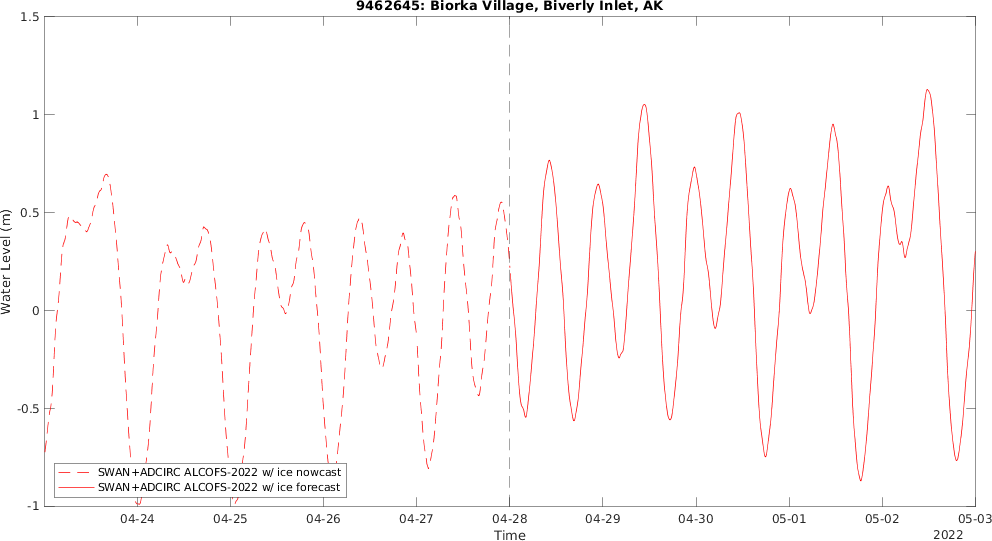 9462645: Biorka Village, Biverly Inlet, AK
1.5
1
0.5
0
-0.5
-1
Water Level (m)
SWAN+ADCIRC ALCOFS-2022 w/ ice nowcast
SWAN+ADCIRC ALCOFS-2022 w/ ice forecast
04-24 04-25 04-26 04-27 04-28 04-29 04-30 05-01 05-02 05-03
Time
2022